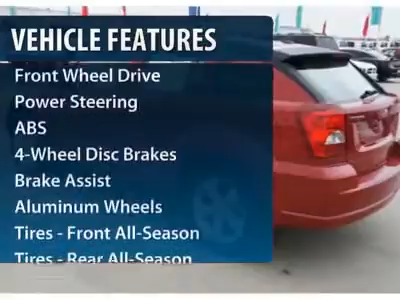 VEHICLE FEATURES
Front Wheel Drive
Power Steering
ABS
4-Wheel Disc Brakes
Brake Assist
Aluminum Wheels
Tires - Front All-Season
Tires - Rear All-Season